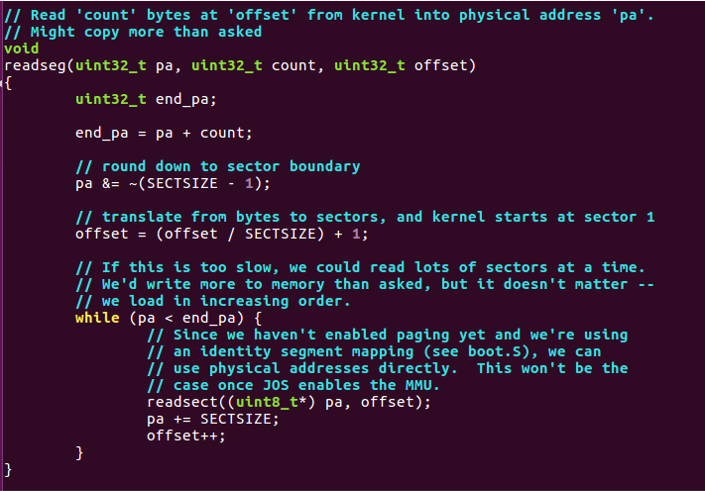 // Read 'count' bytes at 'offset' from kernel into physical address 'pa'.
// Might copy more than asked
void
readseg(uint32_t pa, uint32_t count, uint32_t offset)
{
        uint32_t end_pa;

        end_pa = pa + count;

        // round down to sector boundary
        pa &= ~(SECTSIZE - 1);

        // translate from bytes to sectors, and kernel starts at sector 1
        offset = (offset / SECTSIZE) + 1;

        // If this is too slow, we could read lots of sectors at a time.
        // We'd write more to memory than asked, but it doesn't matter --
        // we load in increasing order.
        while (pa < end_pa) {
                // Since we haven't enabled paging yet and we're using
                // an identity segment mapping (see boot.S), we can
                // use physical addresses directly.  This won't be the
                // case once JOS enables the MMU.
                readsect((uint8_t*) pa, offset);
                pa += SECTSIZE;
                offset++;
        }
}